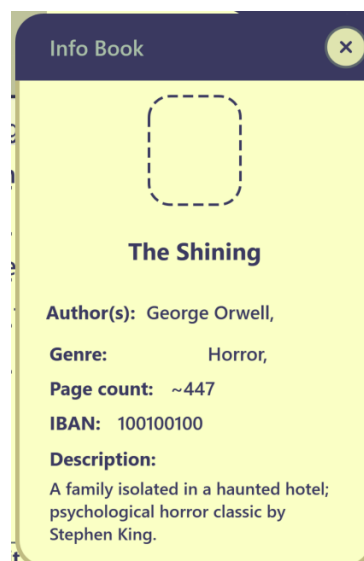 Info Book
The Shining
Author(s): George Orwell,
Genre: Horror,
Page count: ~447
IBAN: 100100100
Description:
A family isolated in a haunted hotel;
psychological horror classic by
Stephen King.